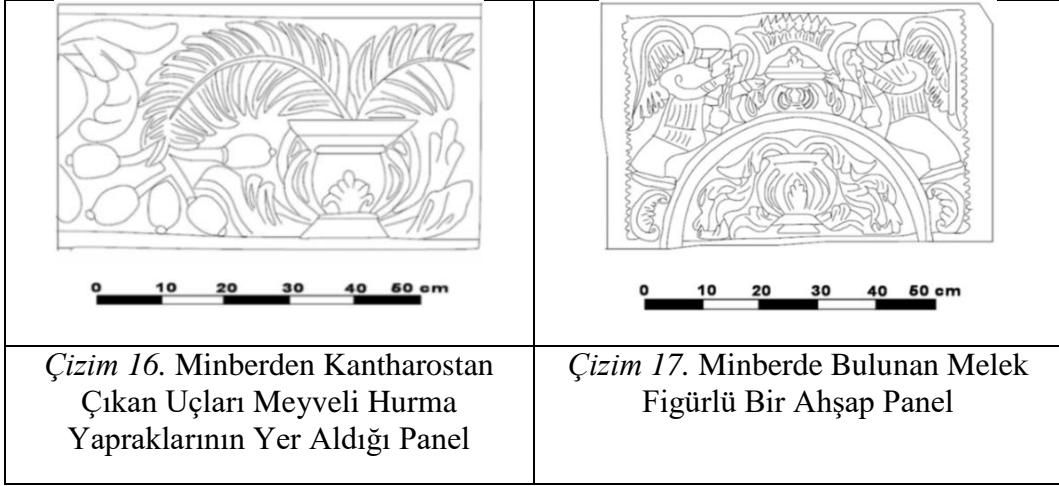 0 10 20 30 40 50 cm
0 10 20 30 40 50 cm
Çizim 16. Minberden Kantharostan
Çıkan Uçları Meyveli Hurma
Yapraklarının Yer Aldığı Panel
Çizim 17. Minberde Bulunan Melek
Figürlü Bir Ahşap Panel